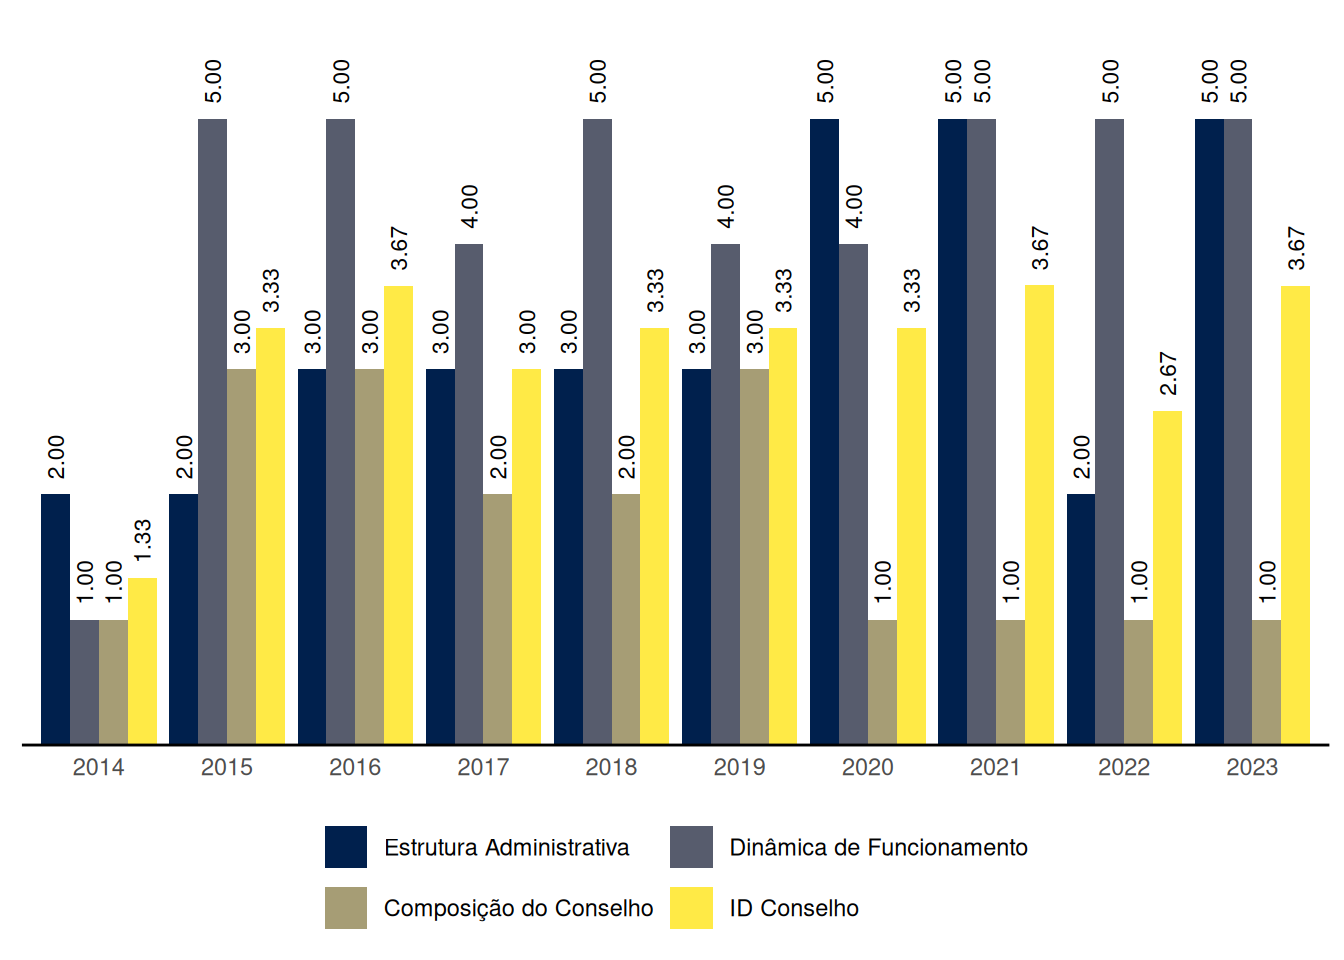 2.00 1.00 1.00 1.33
2.00 5.00 3.00 3.33
3.00 5.00 3.00 3.67
3.00 4.00 2.00 3.00
3.00 5.00 2.00 3.33
3.00 4.00 3.00 3.33
5.00 4.00 1.00 3.33
5.00 5.00 1.00 3.67
2.00 5.00 1.00 2.67
5.00 5.00 1.00 3.67
2014 2015 2016 2017 2018 2019 2020 2021 2022 2023
Estrutura Administrativa Dinâmica de Funcionamento
Composição do Conselho ID Conselho